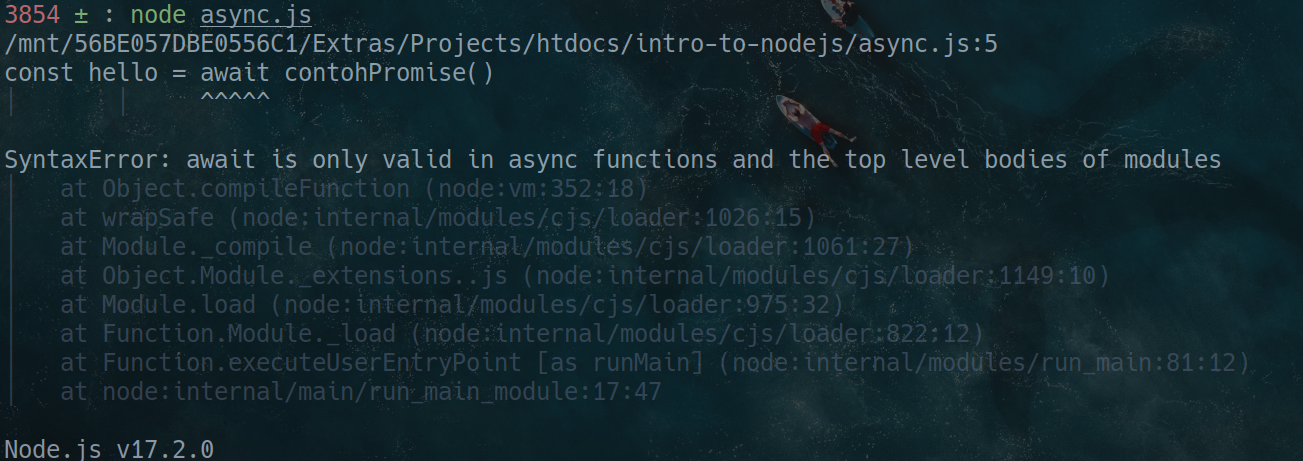 3854 ± : node async.js
/mnt/56BE057DBE0556C1/Extras/Projects/htdocs/intro-to-nodejs/async.js:5
const hello = await contohPromise()
^^^^^
SyntaxError: await is only valid in async functions and the top level bodies of modules
at Object.compileFunction (node:vm:352:18)
at wrapSafe (node:internal/modules/cjs/loader:1026:15)
at Module._compile (node:internal/modules/cjs/loader:1061:27)
at Object.Module._extensions..js (node:internal/modules/cjs/loader:1149:10)
at Module.load (node:internal/modules/cjs/loader:975:32)
at Function.Module._load (node:internal/modules/cjs/loader:822:12)
at Function.executeUserEntryPoint [as runMain] (node:internal/modules/run_main:81:12)
at node:internal/main/run_main_module:17:47
Node.js v17.2.0